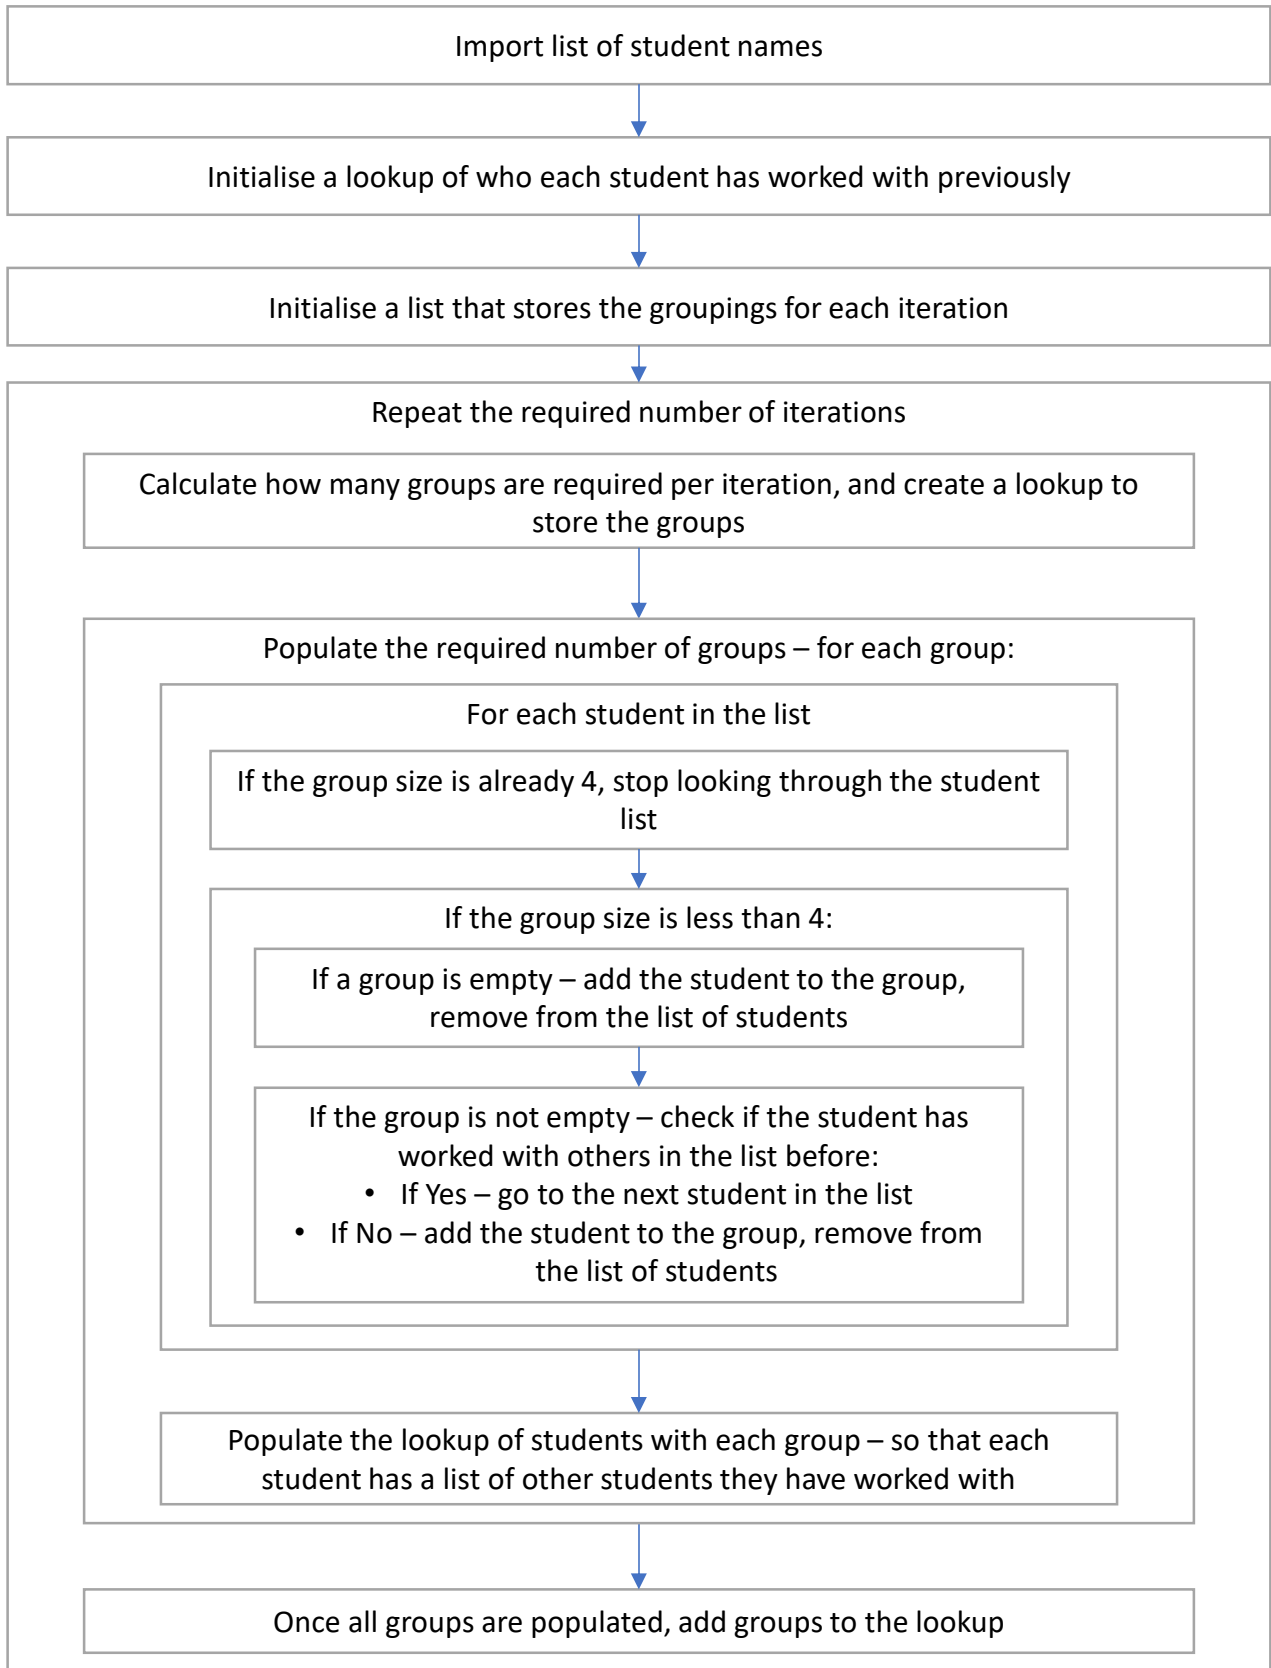 Import list of student names
Initialise a lookup of who each student has worked with previously
Initialise a list that stores the groupings for each iteration
Repeat the required number of iterations
Calculate how many groups are required per iteration, and create a lookup to
store the groups
Populate the required number of groups – for each group:
For each student in the list
If the group size is already 4, stop looking through the student
list
If the group size is less than 4:
If a group is empty – add the student to the group,
remove from the list of students
If the group is not empty – check if the student has
worked with others in the list before:
• If Yes – go to the next student in the list
• If No – add the student to the group, remove from
the list of students
Populate the lookup of students with each group – so that each
student has a list of other students they have worked with
Once all groups are populated, add groups to the lookup